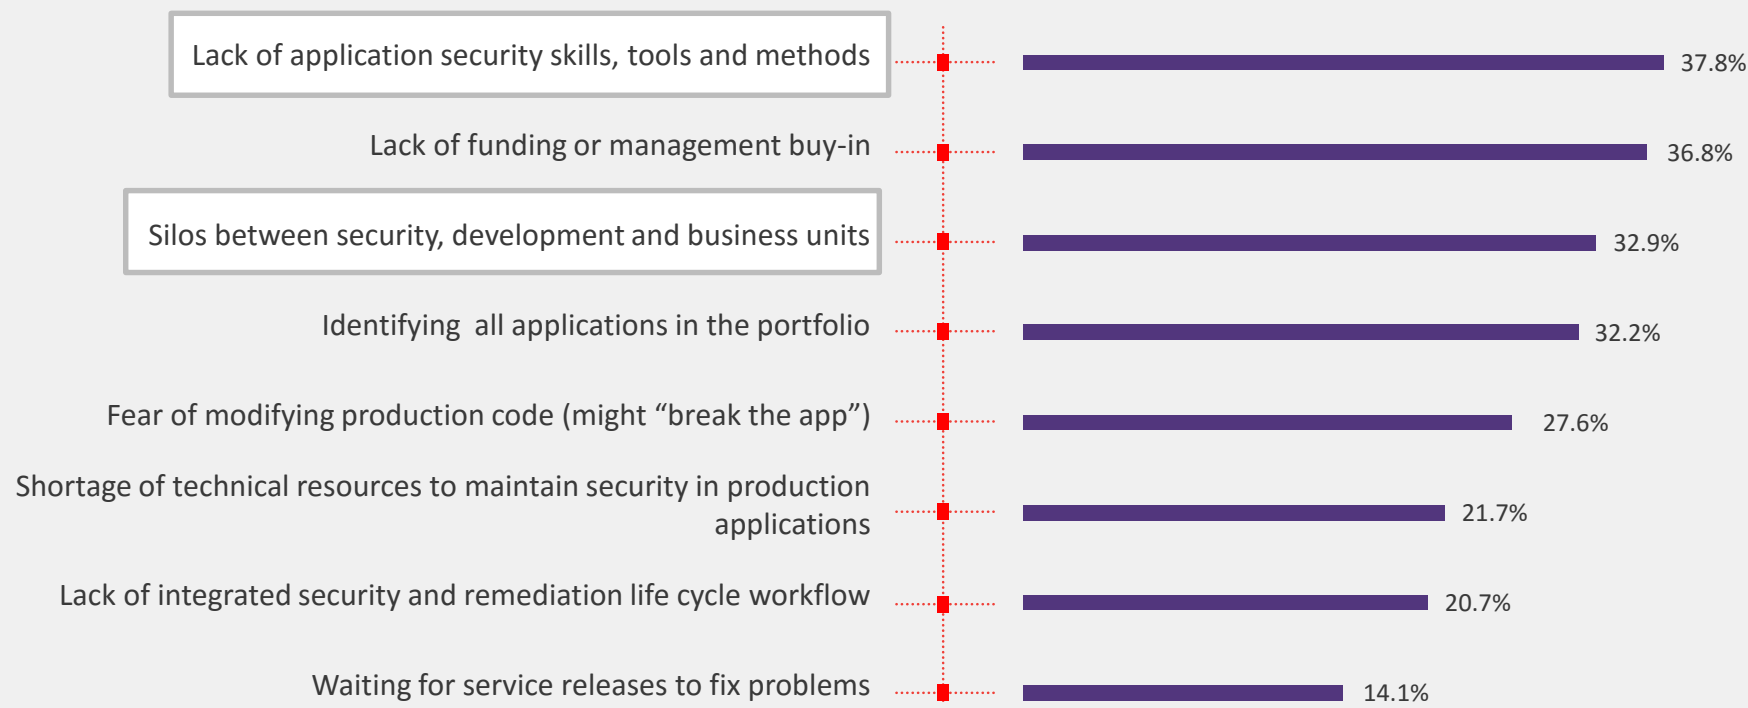 Lack of application security skills, tools and methods 37.8%
Lack of funding or management buy-in 36.8%
Silos between security, development and business units 32.9%
Identifying  all applications in the portfolio 32.2%
Fear of modifying production code (might “break the app”) 27.6%
Shortage of technical resources to maintain security in production
applications 21.7%
Lack of integrated security and remediation life cycle workflow 20.7%
Waiting for service releases to fix problems 14.1%